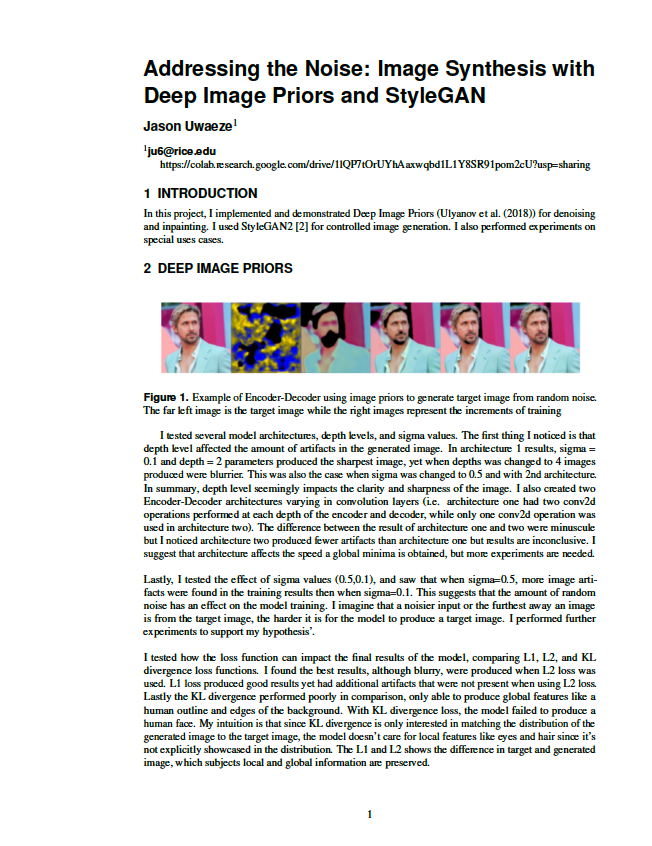 Addressing the Noise: Image Synthesis with
Deep Image Priors and StyleGAN
Jason Uwaeze¹
¹ju6@rice.edu
https://colab.research.google.com/drive/1lQP7tOrUYhAaxwqbd1L1Y8SR91pom2cU?usp=sharing
1 INTRODUCTION
In this project, I implemented and demonstrated Deep Image Priors (Ulyanov et al. (2018)) for denoising
and inpainting. I used StyleGAN2 [2] for controlled image generation. I also performed experiments on
special uses cases.
2 DEEP IMAGE PRIORS
Figure 1. Example of Encoder-Decoder using image priors to generate target image from random noise.
The far left image is the target image while the right images represent the increments of training
I tested several model architectures, depth levels, and sigma values. The first thing I noticed is that
depth level affected the amount of artifacts in the generated image. In architecture 1 results, sigma =
0.1 and depth = 2 parameters produced the sharpest image, yet when depths was changed to 4 images
produced were blurrier. This was also the case when sigma was changed to 0.5 and with 2nd architecture.
In summary, depth level seemingly impacts the clarity and sharpness of the image. I also created two
Encoder-Decoder architectures varying in convolution layers (i.e. architecture one had two conv2d
operations performed at each depth of the encoder and decoder, while only one conv2d operation was
used in architecture two). The difference between the result of architecture one and two were minuscule
but I noticed architecture two produced fewer artifacts than architecture one but results are inconclusive. I
suggest that architecture affects the speed a global minima is obtained, but more experiments are needed.
Lastly, I tested the effect of sigma values (0.5,0.1), and saw that when sigma=0.5, more image arti-
facts were found in the training results then when sigma=0.1. This suggests that the amount of random
noise has an effect on the model training. I imagine that a noisier input or the furthest away an image
is from the target image, the harder it is for the model to produce a target image. I performed further
experiments to support my hypothesis'.
I tested how the loss function can impact the final results of the model, comparing L1, L2, and KL
divergence loss functions. I found the best results, although blurry, were produced when L2 loss was
used. L1 loss produced good results yet had additional artifacts that were not present when using L2 loss.
Lastly the KL divergence performed poorly in comparison, only able to produce global features like a
human outline and edges of the background. With KL divergence loss, the model failed to produce a
human face. My intuition is that since KL divergence is only interested in matching the distribution of the
generated image to the target image, the model doesn't care for local features like eyes and hair since it's
not explicitly showcased in the distribution. The L1 and L2 shows the difference in target and generated
image, which subjects local and global information are preserved.
1